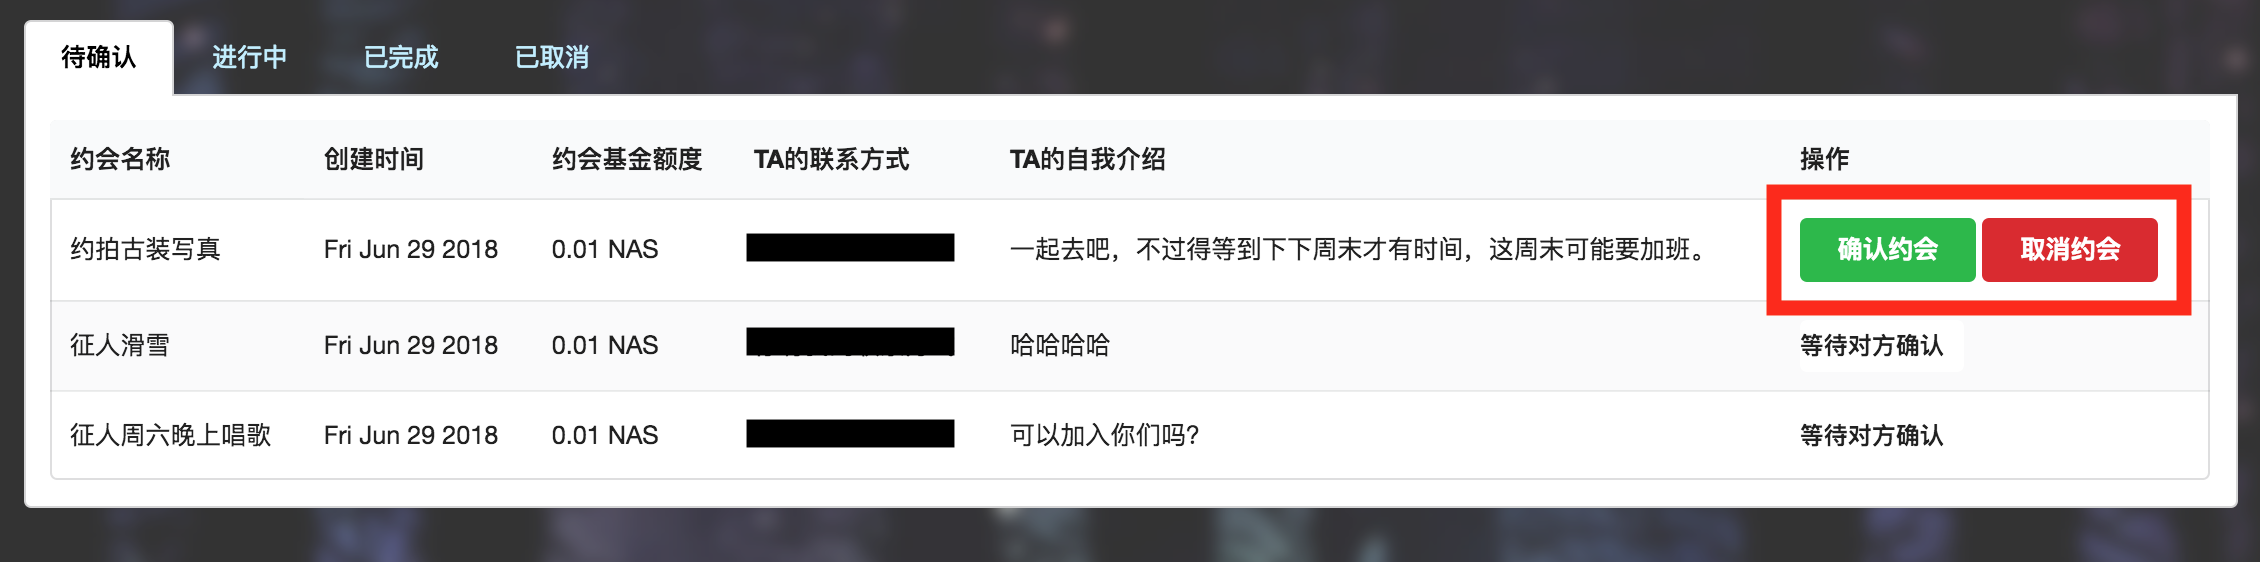 待确认 进行中 已完成 已取消
约会名称 创建时间 约会基金额度 TA的联系方式 TA的自我介绍 操作
约拍古装写真 Fri Jun 29 2018 0.01 NAS 一起去吧，不过得等到下下周末才有时间，这周末可能要加班。 确认约会 取消约会
征人滑雪 Fri Jun 29 2018 0.01 NAS 哈哈哈哈 等待对方确认
征人周六晚上唱歌 Fri Jun 29 2018 0.01 NAS 可以加入你们吗? 等待对方确认